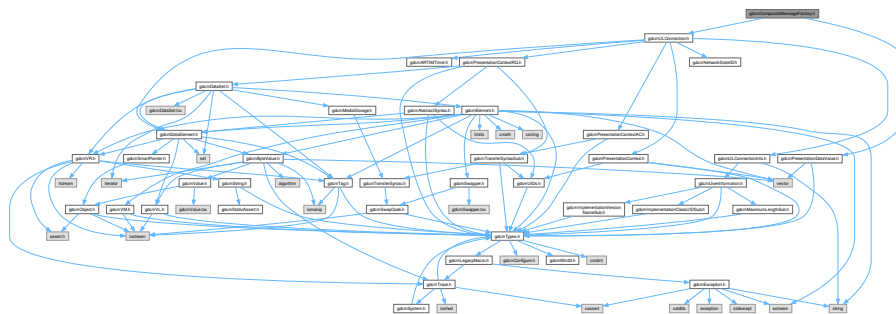 gdcmCompositeMessageFactory.h
gdcmULConnection.h
gdcmARTIMTimer.h
gdcmPresentationContextRQ.h
gdcmNetworkStateID.h
gdcmDataSet.h
gdcmDataSet.txx
gdcmMediaStorage.h
gdcmAbstractSyntax.h
gdcmElement.h
gdcmDataElement.h
limits
cmath
cstring
gdcmPresentationContextAC.h
gdcmVR.h
gdcmSmartPointer.h
set
gdcmByteValue.h
gdcmTransferSyntaxSub.h
gdcmPresentationContext.h
gdcmULConnectionInfo.h
gdcmPresentationDataValue.h
iterator
gdcmValue.h
gdcmString.h
algorithm
gdcmTag.h
gdcmTransferSyntax.h
gdcmSwapper.h
gdcmUIDs.h
gdcmUserInformation.h
vector
gdcmObject.h
gdcmVM.h
gdcmVL.h
gdcmValue.txx
gdcmStaticAssert.h
iomanip
gdcmSwapCode.h
gdcmSwapper.txx
gdcmImplementationVersion
NameSub.h
gdcmImplementationClassUIDSub.h
gdcmMaximumLengthSub.h
assert.h
iostream
gdcmTypes.h
gdcmLegacyMacro.h
gdcmConfigure.h
gdcmWin32.h
cstdint
gdcmTrace.h
gdcmException.h
gdcmSystem.h
iosfwd
cassert
cstdlib
exception
stdexcept
sstream
string